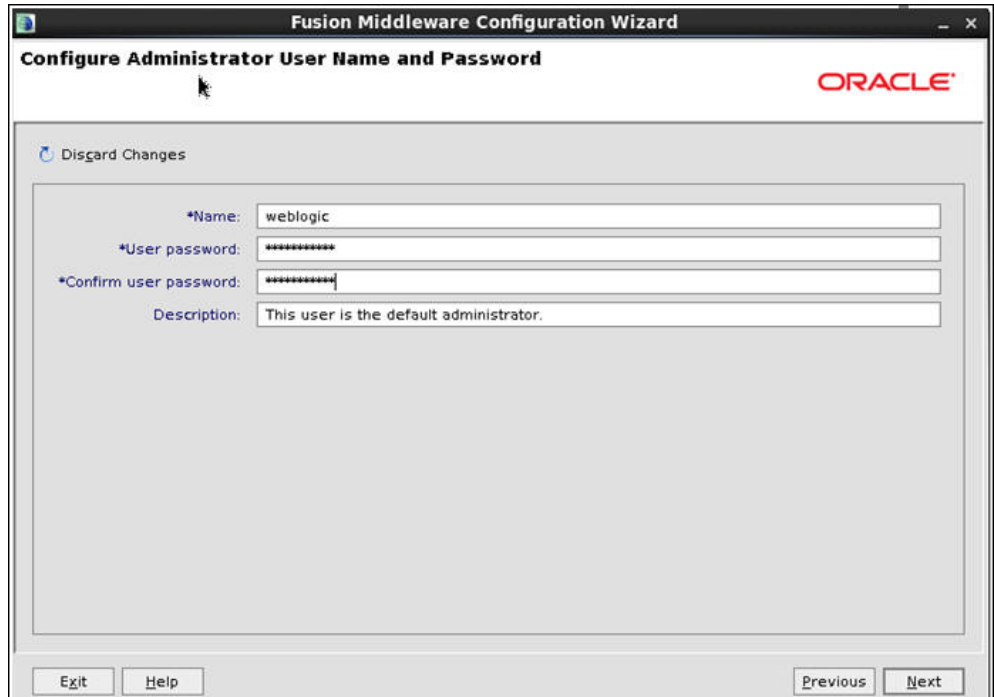 Fusion Middleware Configuration Wizard
Configure Administrator User Name and Password
ORACLE
Discard Changes
*Name: weblogic
*User password: ***********
*Confirm user password: ***********
Description: This user is the default administrator.
Exit Help Previous Next